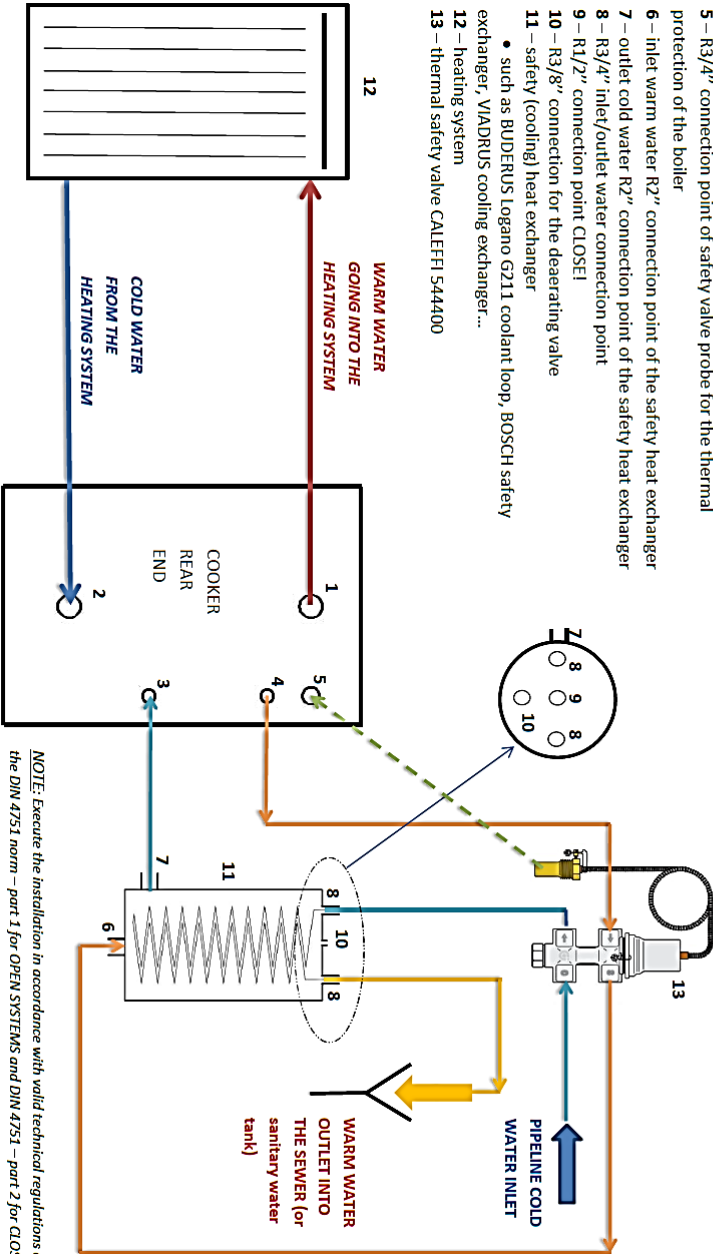 5 – R3/4″ connection point of safety valve probe for the thermal
protection of the boiler
6 – inlet warm water R2″ connection point of the safety heat exchanger
7 – outlet cold water R2″ connection point of the safety heat exchanger
8 – R3/4″ inlet/outlet water connection point
9 – R1/2″ connection point CLOSE!
10 – R3/8″ connection for the deaerating valve
11 – safety (cooling) heat exchanger
• such as BUDERUS Logano G211 coolant loop, BOSCH safety
exchanger, VIADRUS cooling exchanger...
12 – heating system
13 – thermal safety valve CALEFFI 544400
12
WARM WATER
GOING INTO THE
HEATING SYSTEM
COLD WATER
FROM THE
HEATING SYSTEM
COOKER
REAR
END
1
2
3
4
5
7
8
9
8
10
13
11
7
6
8
10
8
PIPELINE COLD
WATER INLET
WARM WATER
OUTLET INTO
THE SEWER (or
sanitary water
tank)
NOTE: Execute the installation in accordance with valid technical regulations
the DIN 4751 norm – part 1 for OPEN SYSTEMS and DIN 4751 – part 2 for